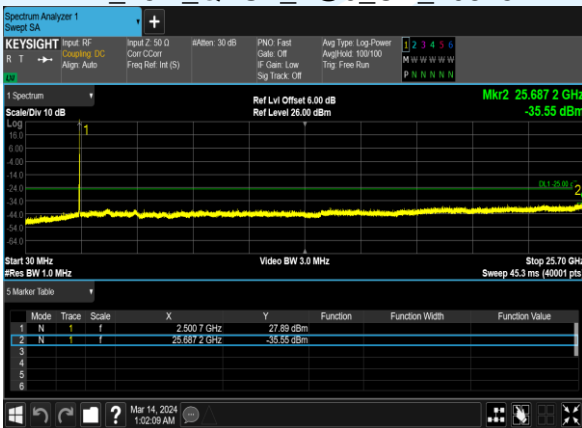 Spectrum Analyzer 1
Swept SA
+
KEYSIGHT
R T
LW
Input: RF
Coupling: DC
Align: Auto
Input Z: 50 Ω
Corr CCorr
Freq Ref: Int (S)
#Atten: 30 dB
PNO: Fast
Gate: Off
IF Gain: Low
Sig Track: Off
Avg Type: Log-Power
Avg|Hold: 100/100
Trig: Free Run
1 2 3 4 5 6
M W W W W W
P N N N N N
1 Spectrum
Scale/Div 10 dB
Ref Lvl Offset 6.00 dB
Ref Level 26.00 dBm
Mkr2 25.687 2 GHz
-35.55 dBm
Log
16.0
6.00
-4.00
-14.0
-24.0
-34.0
-44.0
-54.0
-64.0
1
2
Start 30 MHz
#Res BW 1.0 MHz
Video BW 3.0 MHz
Stop 25.70 GHz
Sweep 45.3 ms (40001 pts)
5 Marker Table
Mode Trace Scale X Y Function Function Width Function Value
1 N 1 f 2.500 7 GHz 27.89 dBm
2 N 1 f 25.687 2 GHz -35.55 dBm
3
4
5
6
?
Mar 14, 2024
1:02:09 AM